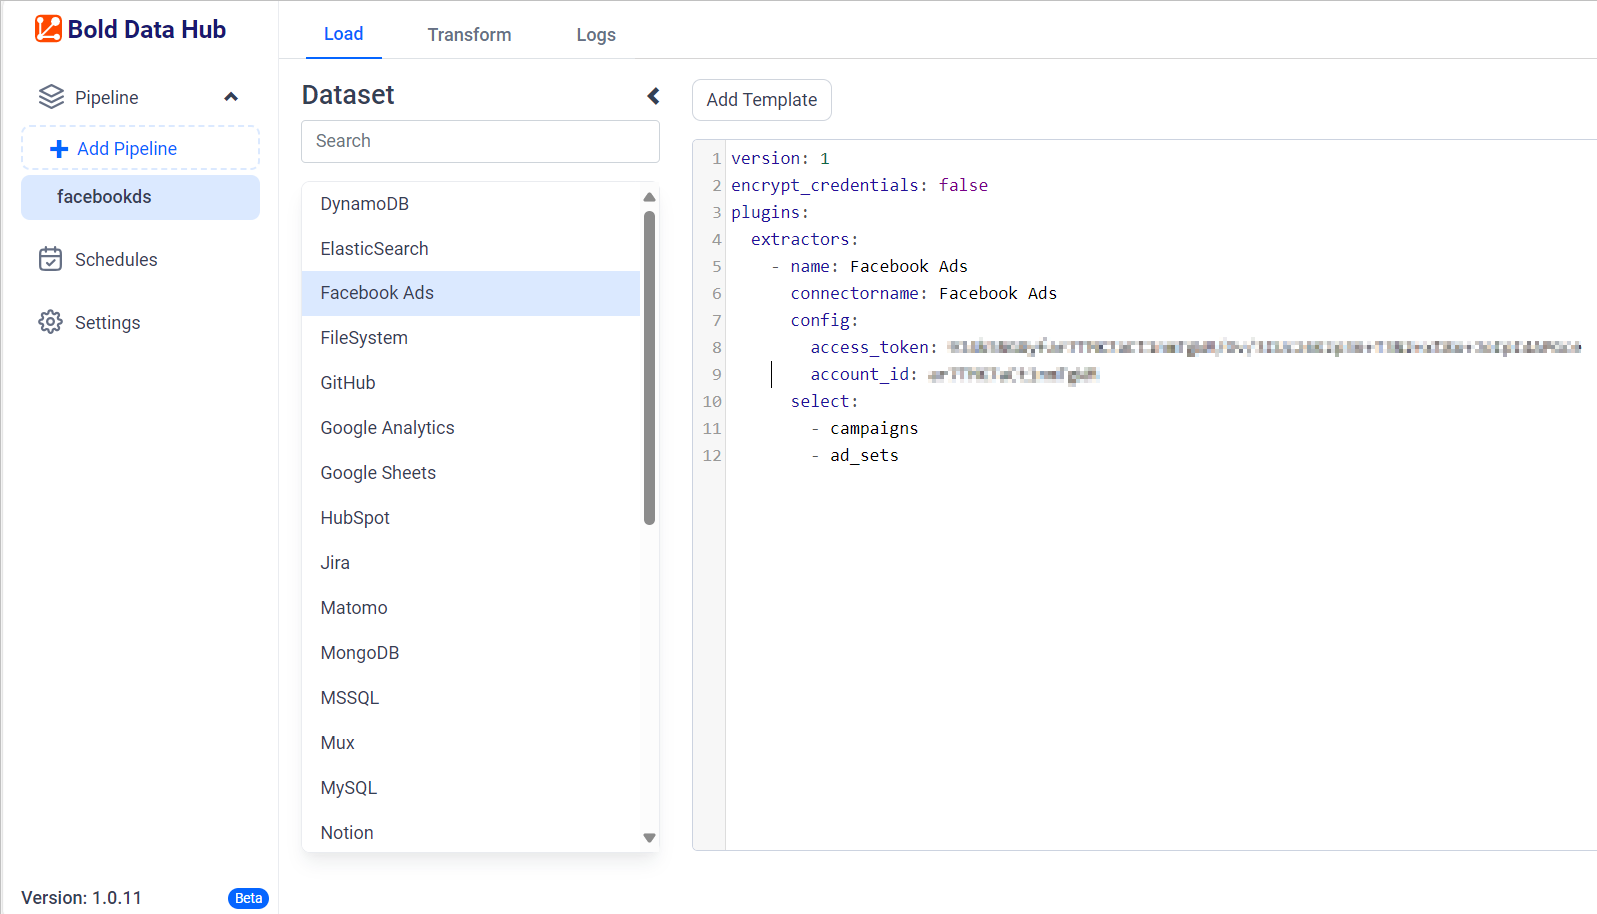 Bold Data Hub
Pipeline
Add Pipeline
facebookds
Schedules
Settings
Version: 1.0.11
Beta
Load
Transform
Logs
Dataset
Search
DynamoDB
ElasticSearch
Facebook Ads
FileSystem
GitHub
Google Analytics
Google Sheets
HubSpot
Jira
Matomo
MongoDB
MSSQL
Mux
MySQL
Notion
Add Template
1 version: 1
2 encrypt_credentials: false
3 plugins:
4 extractors:
5 - name: Facebook Ads
6 connectorname: Facebook Ads
7 config:
8 access_token:
9 account_id:
10 select:
11 - campaigns
12 - ad_sets